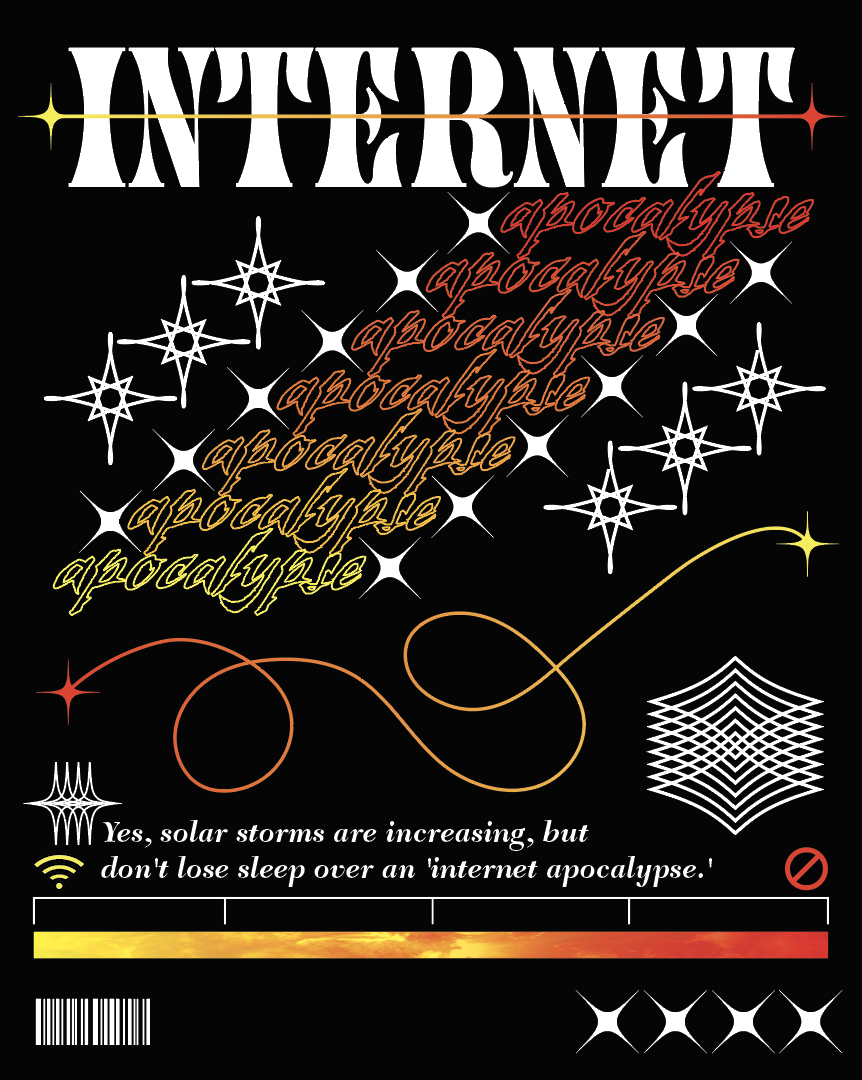 INTERNET
apocalypse
apocalypse
apocalypse
apocalypse
apocalypse
apocalypse
apocalypse
Yes, solar storms are increasing, but
don't lose sleep over an 'internet apocalypse.'